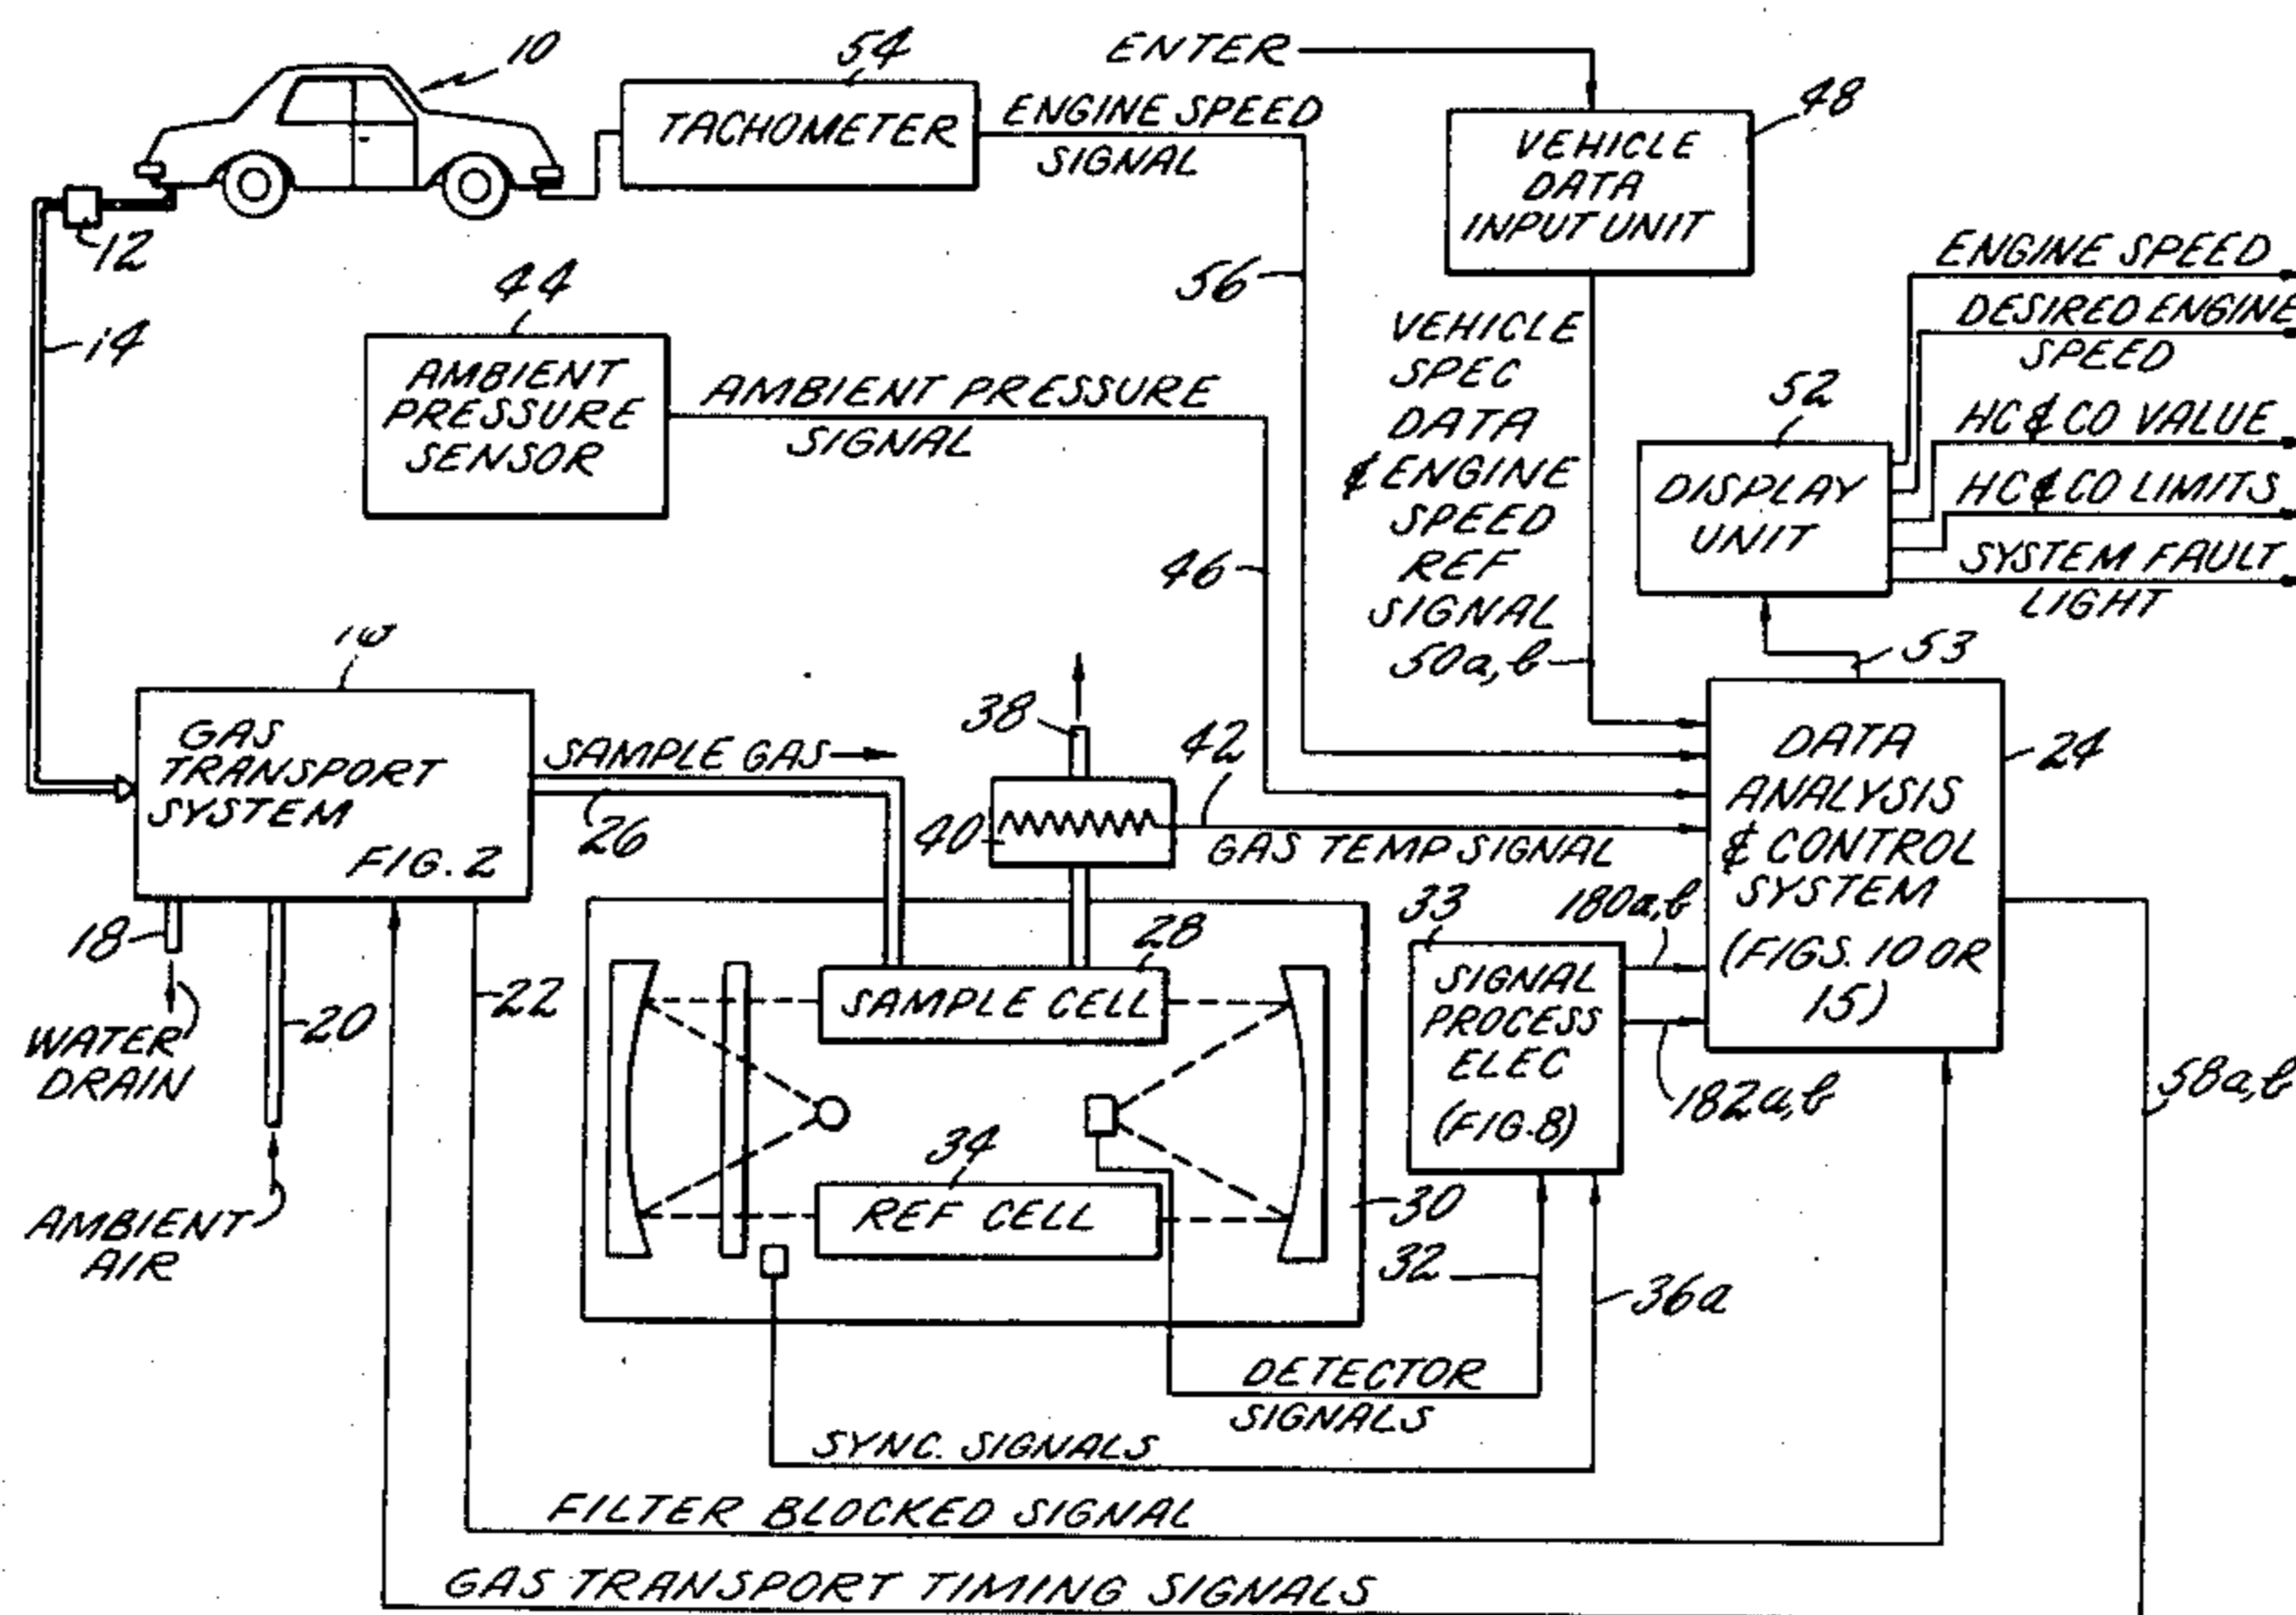 10
54
ENTER
TACHOMETER
ENGINE SPEED
SIGNAL
48
VEHICLE
DATA
INPUT UNIT
12
14
44
AMBIENT
PRESSURE
SENSOR
AMBIENT PRESSURE
SIGNAL
56
46
VEHICLE
SPEC
DATA
& ENGINE
SPEED
REF
SIGNAL
50a,b
ENGINE SPEED
DESIRED ENGINE
SPEED
52
HC & CO VALUE
DISPLAY
UNIT
HC & CO LIMITS
SYSTEM FAULT
LIGHT
53
GAS
TRANSPORT
SYSTEM
FIG. 2
SAMPLE GAS
26
38
40
42
GAS TEMP SIGNAL
DATA
ANALYSIS
& CONTROL
SYSTEM
(FIGS. 10 OR
15)
24
18
WATER
DRAIN
20
AMBIENT
AIR
22
28
SAMPLE CELL
34
REF CELL
30
33
SIGNAL
PROCESS
ELEC
(FIG. 8)
180a,b
182a,b
58a,b
32
36a
DETECTOR
SIGNALS
SYNC. SIGNALS
FILTER BLOCKED SIGNAL
GAS TRANSPORT TIMING SIGNALS